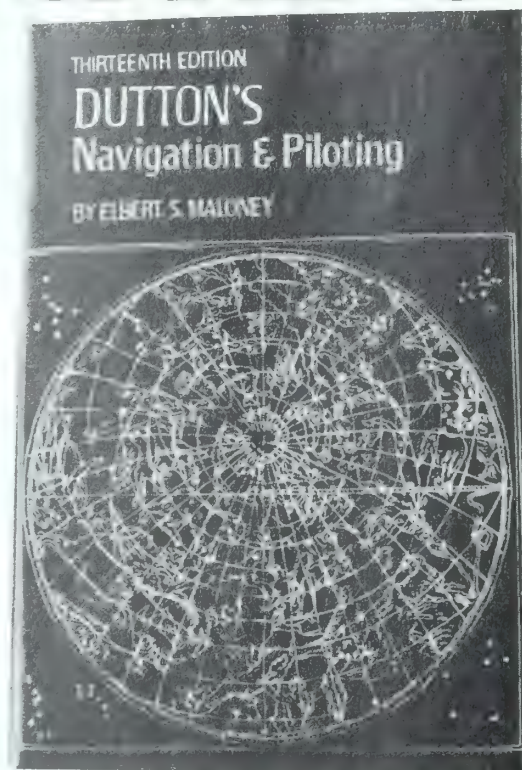 THIRTEENTH EDITION
DUTTON'S
Navigation & Piloting
BY ELBERT S. MALONEY